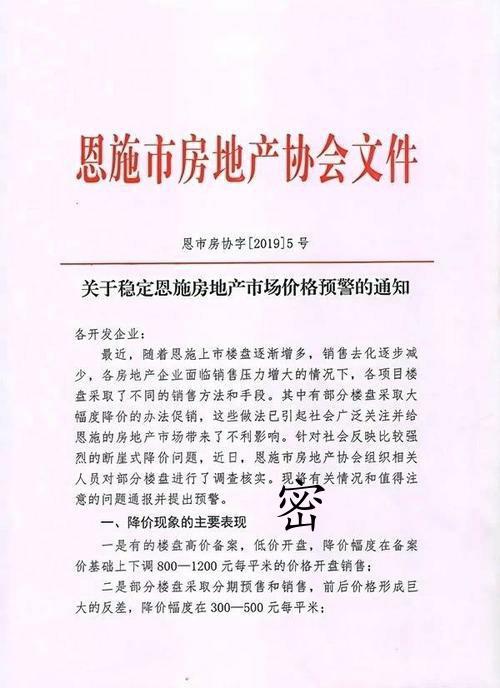 恩施市房地产协会文件
恩市房协字[2019]5号
关于稳定恩施房地产市场价格预警的通知
各开发企业：
最近，随着恩施上市楼盘逐渐增多，销售去化逐步减
少，各房地产企业面临销售压力增大的情况下，各项目楼
盘采取了不同的销售方法和手段。其中有部分楼盘采取大
幅度降价的办法促销，这些做法已引起社会广泛关注并给
恩施的房地产市场带来了不利影响。针对社会反映比较强
烈的断崖式降价问题，近日，恩施市房地产协会组织相关
人员对部分楼盘进行了调查核实。现将有关情况和值得注
意的问题通报并提出预警。
密
一、降价现象的主要表现
一是有的楼盘高价备案，低价开盘，降价幅度在备案
价基础上下调800—1200元每平米的价格开盘销售；
二是部分楼盘采取分期预售和销售，前后价格形成巨
大的反差，降价幅度在300—500元每平米；